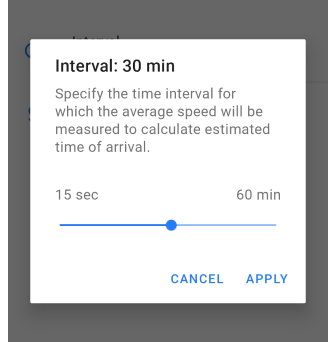 Interval: 30 min
Specify the time interval for
which the average speed will be
measured to calculate estimated
time of arrival.
15 sec 60 min
CANCEL APPLY